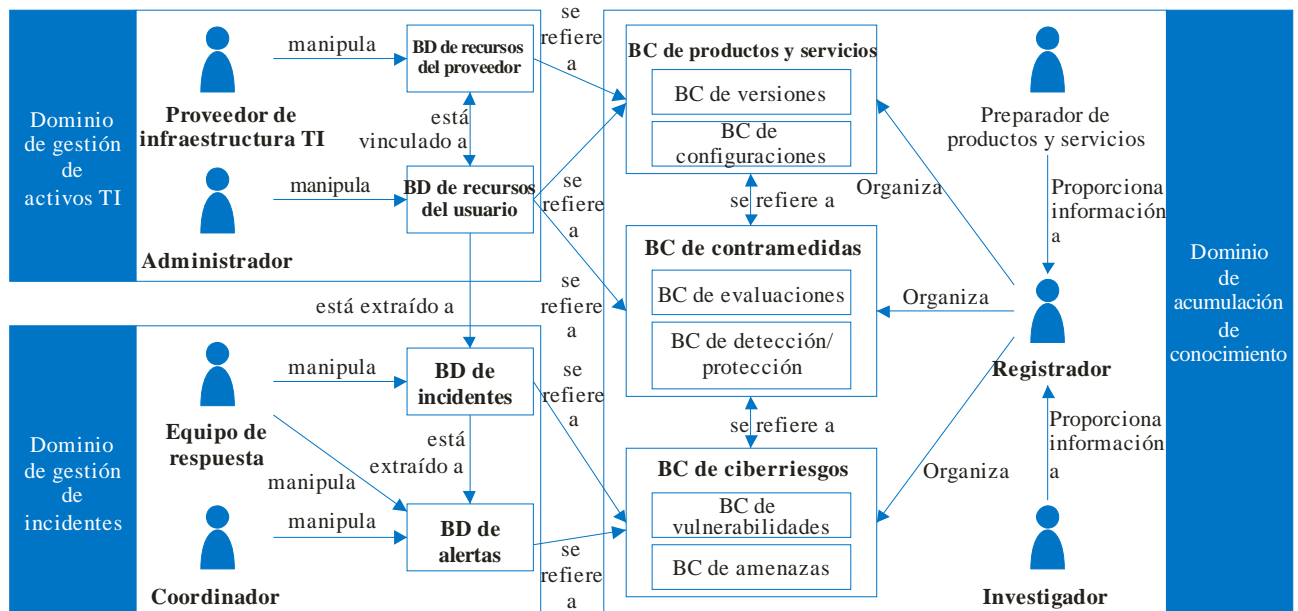 Dominio
de gestión
de
activos TI
manipula
Proveedor de
infraestructura TI
BD de recursos
del proveedor
está
vinculado a
manipula
Administrador
BD de recursos
del usuario
está extraído a
Dominio
de gestión
de
incidentes
manipula
Equipo de
respuesta
BD de
incidentes
está
extraído a
manipula
manipula
Coordinador
BD de
alertas
se
refiere
a
se
refiere
a
se
refiere
a
se
refiere
a
se
refiere
a
BC de productos y servicios
BC de versiones
BC de
configuraciones
se refiere a
BC de contramedidas
BC de evaluaciones
BC de detección/
protección
se refiere a
BC de ciberriesgos
BC de
vulnerabilidades
BC de amenazas
Organiza
Organiza
Organiza
Preparador de
productos y servicios
Proporciona
información
a
Registrador
Proporciona
información
a
Investigador
Dominio
de
acumulación
de
conocimiento